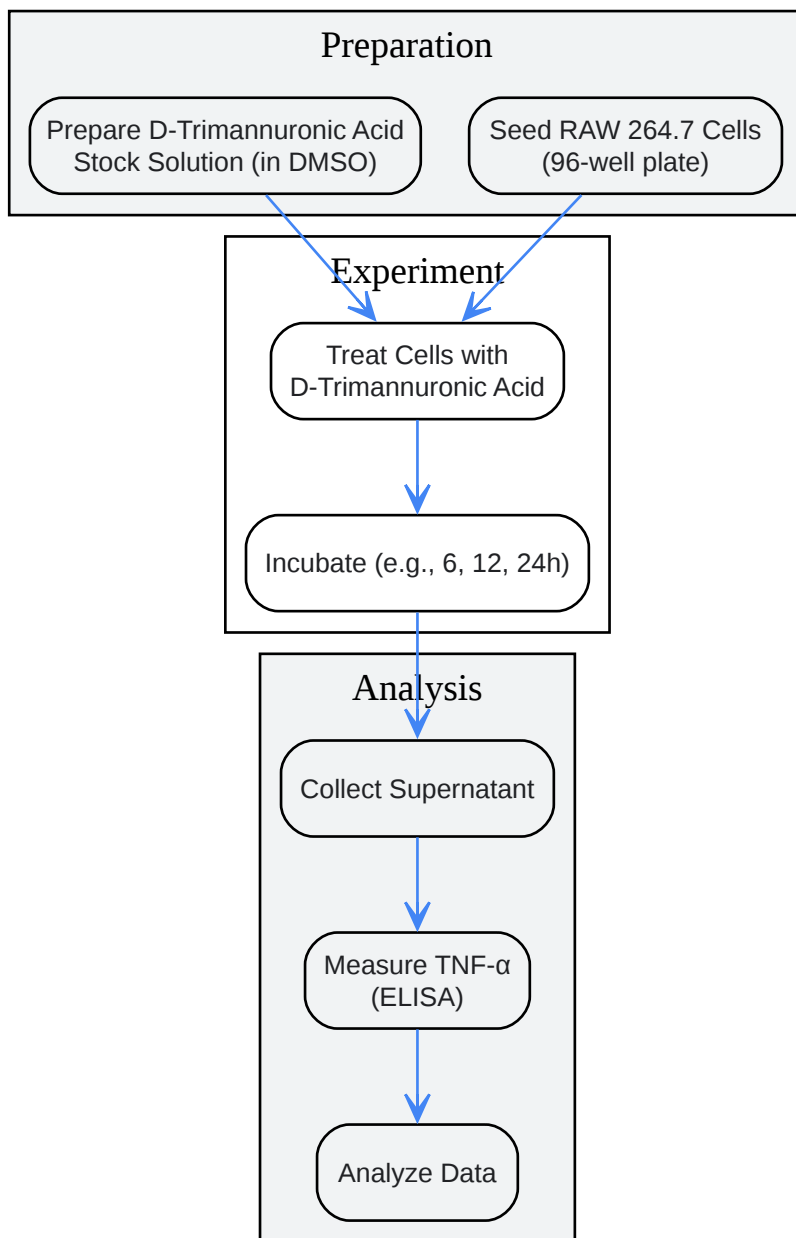 Preparation
Prepare D-Trimannuronic Acid
Stock Solution (in DMSO)
Seed RAW 264.7 Cells
(96-well plate)
Experiment
Treat Cells with
D-Trimannuronic Acid
Incubate (e.g., 6, 12, 24h)
Analysis
Collect Supernatant
Measure TNF-α
(ELISA)
Analyze Data